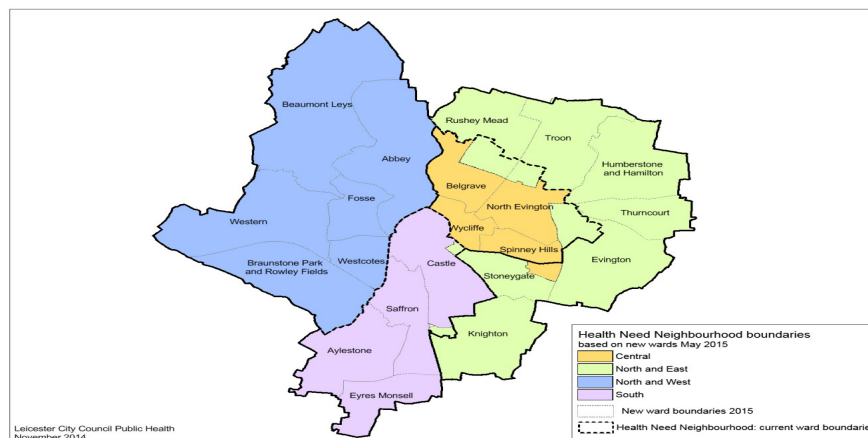 Rushey Mead
Beaumont Leys
Troon
Abbey
Humberstone
and Hamilton
Belgrave
Fosse
North Evington
Western
Thurncourt
Wycliffe
Spinney Hills
Braunstone Park
and Rowley Fields
Westcotes
Castle
Evington
Stoneygate
Saffron
Knighton
Aylestone
Eyres Monsell
Health Need Neighbourhood boundaries
based on new wards May 2015
Central
North and East
North and West
South
New ward boundaries 2015
Health Need Neighbourhood: current ward boundarie
Leicester City Council Public Health
November 2014